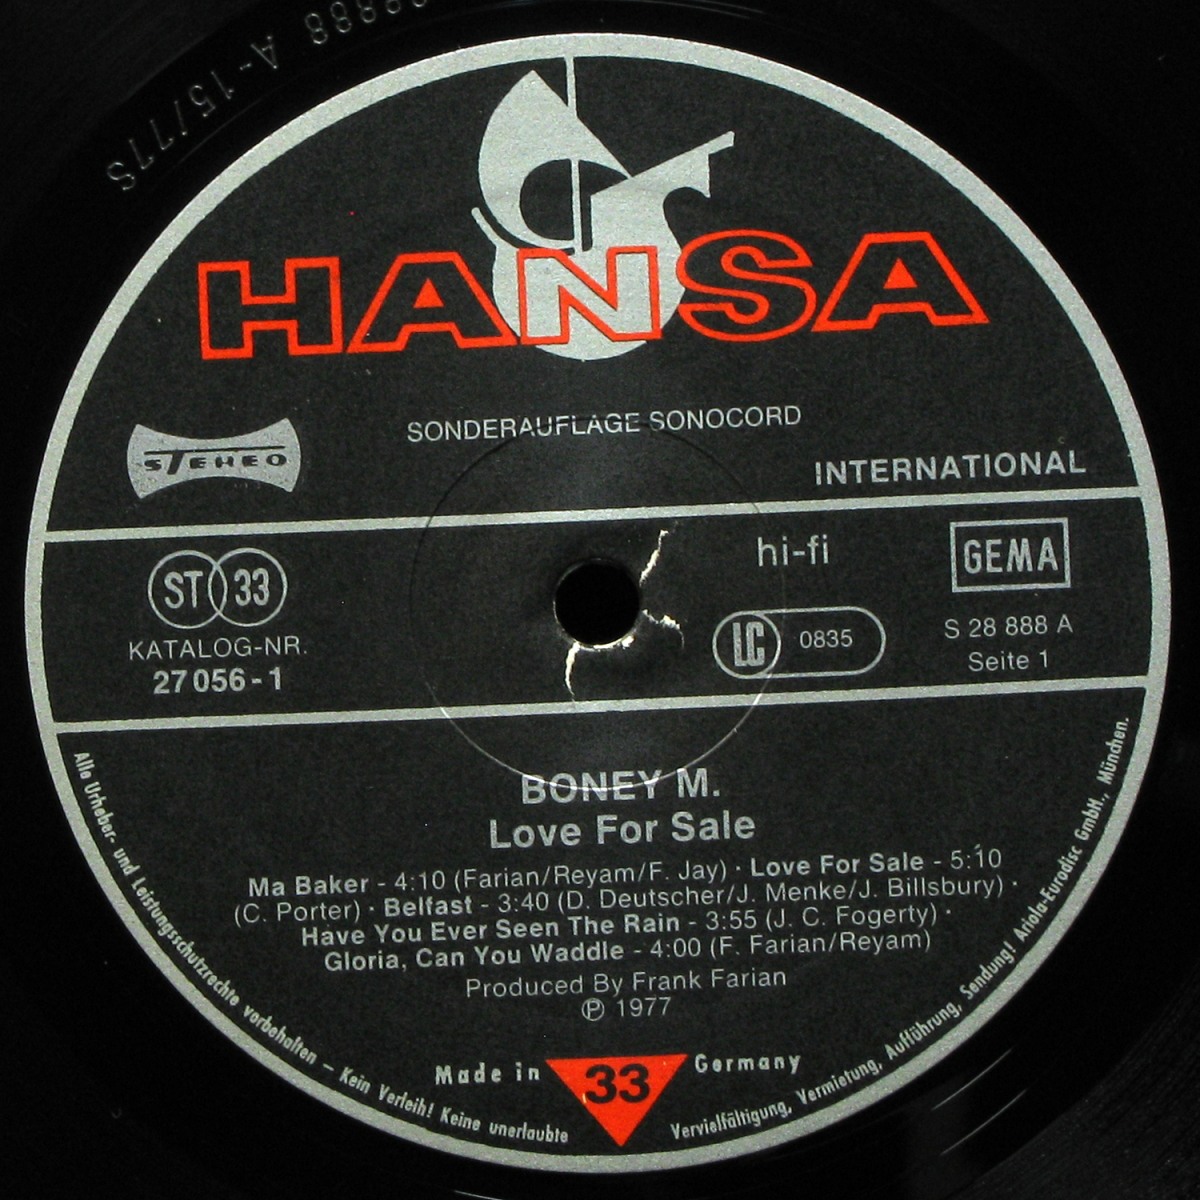 28888 A-15/77S
HANSA
SONDERAUFLAGE SONOCORD
STEREO
INTERNATIONAL
ST 33
KATALOG-NR.
27 056 - 1
hi-fi
GEMA
LC 0835
S 28 888 A
Seite 1
BONEY M.
Love For Sale
Ma Baker - 4:10 (Farian/Reyam/F. Jay) · Love For Sale - 5:10
(C. Porter) · Belfast - 3:40 (D. Deutscher/J. Menke/J. Billsbury) ·
Have You Ever Seen The Rain - 3:55 (J. C. Fogerty) ·
Gloria, Can You Waddle - 4:00 (F. Farian/Reyam)
Produced By Frank Farian
℗ 1977
Made in 33 Germany
Alle Urheber- und Leistungsschutzrechte vorbehalten – Kein Verleih! Keine unerlaubte Vervielfältigung, Vermietung, Aufführung, Sendung! Ariola-Eurodisc GmbH., München.